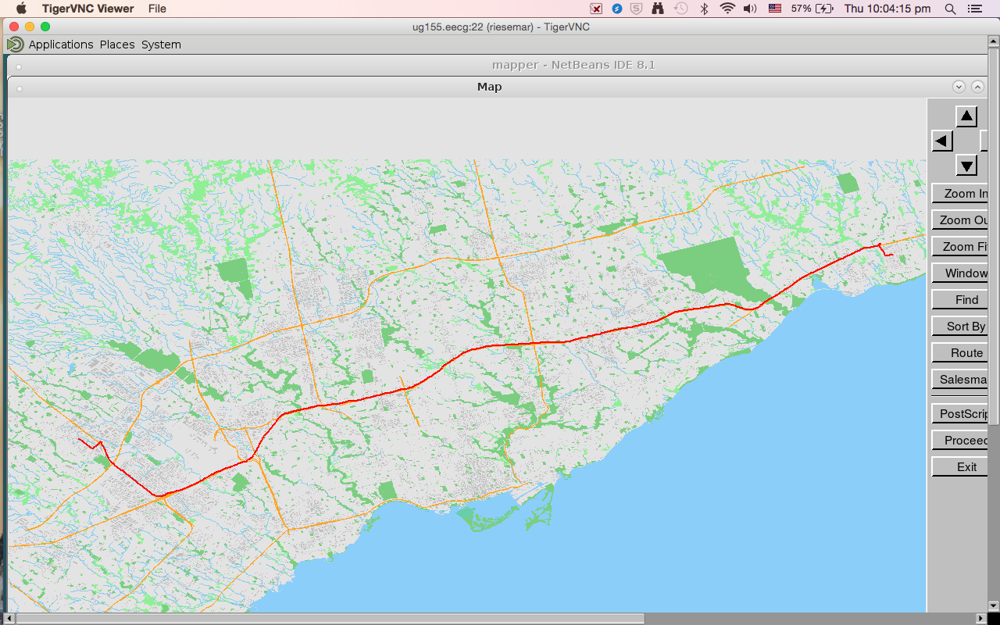 TigerVNC Viewer File 57% Thu 10:04:15 pm
ug155.eecg:22 (riesemar) - TigerVNC
Applications Places System
mapper - NetBeans IDE 8.1
Map
Zoom In
Zoom Ou
Zoom Fi
Window
Find
Sort By
Route
Salesma
PostScrip
Proceed
Exit